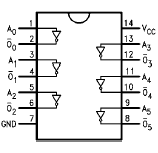 A0 1 14 VCC
O̅0 2 13 A3
A1 3 12 O̅3
O̅1 4 11 A4
A2 5 10 O̅4
O̅2 6 9 A5
GND 7 8 O̅5